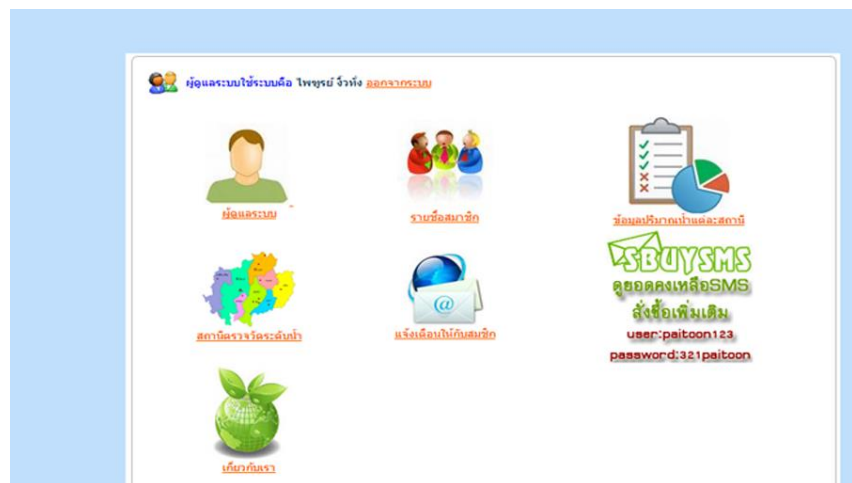 ผู้ดูแลระบบใช้ระบบคือ ไพฑูรย์ งิ้วทั่ง ออกจากระบบ
ผู้ดูแลระบบ
รายชื่อสมาชิก
ข้อมูลปริมาณน้ำแต่ละสถานี
SBUYSMS
ดูยอดคงเหลือSMS
สั่งซื้อเพิ่มเติม
user:paitoon123
password:321paitoon
สถานีตรวจวัดระดับน้ำ
แจ้งเตือนให้กับสมชิก
@
เกี่ยวกับเรา